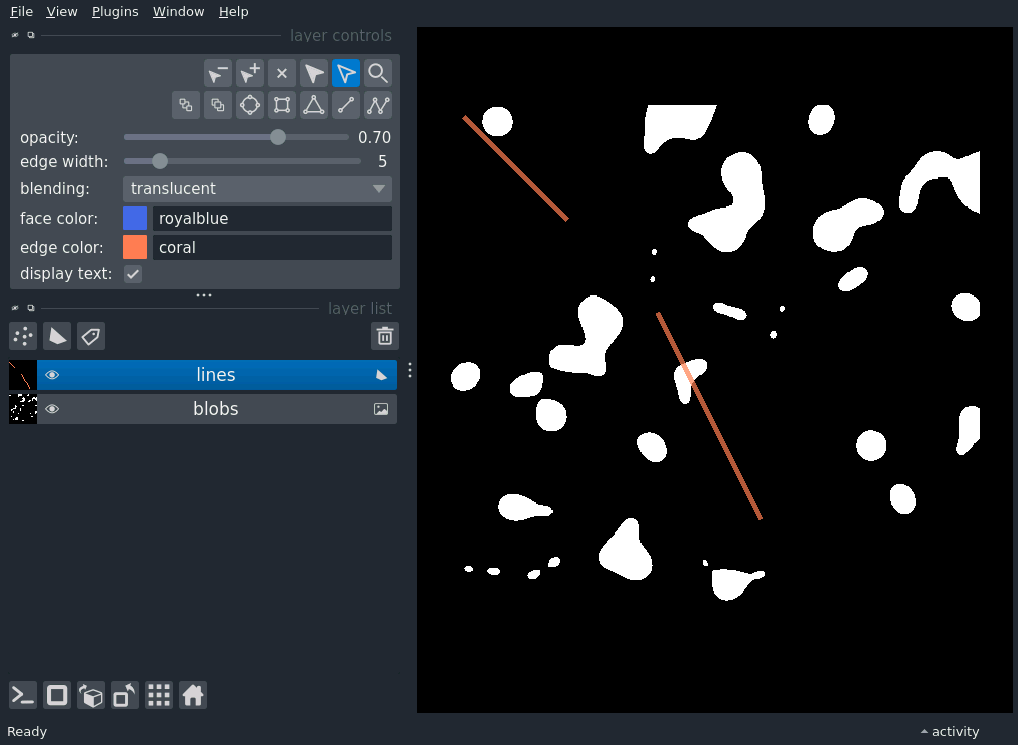 File View Plugins Window Help
layer controls
opacity: 0.70
edge width: 5
blending: translucent
face color: royalblue
edge color: coral
display text:
layer list
lines
blobs
Ready
activity